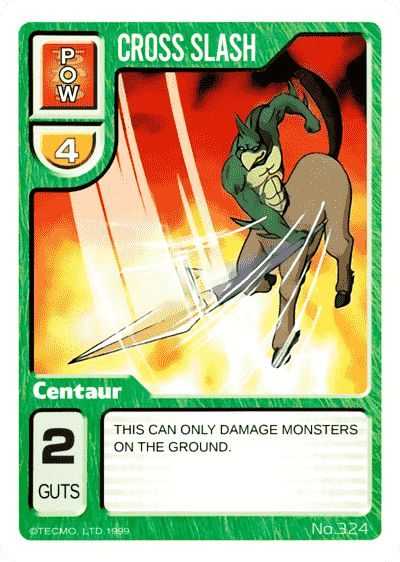 CROSS SLASH
POW
4
Centaur
2
GUTS
THIS CAN ONLY DAMAGE MONSTERS
ON THE GROUND.
©TECMO, LTD.1999
No.324